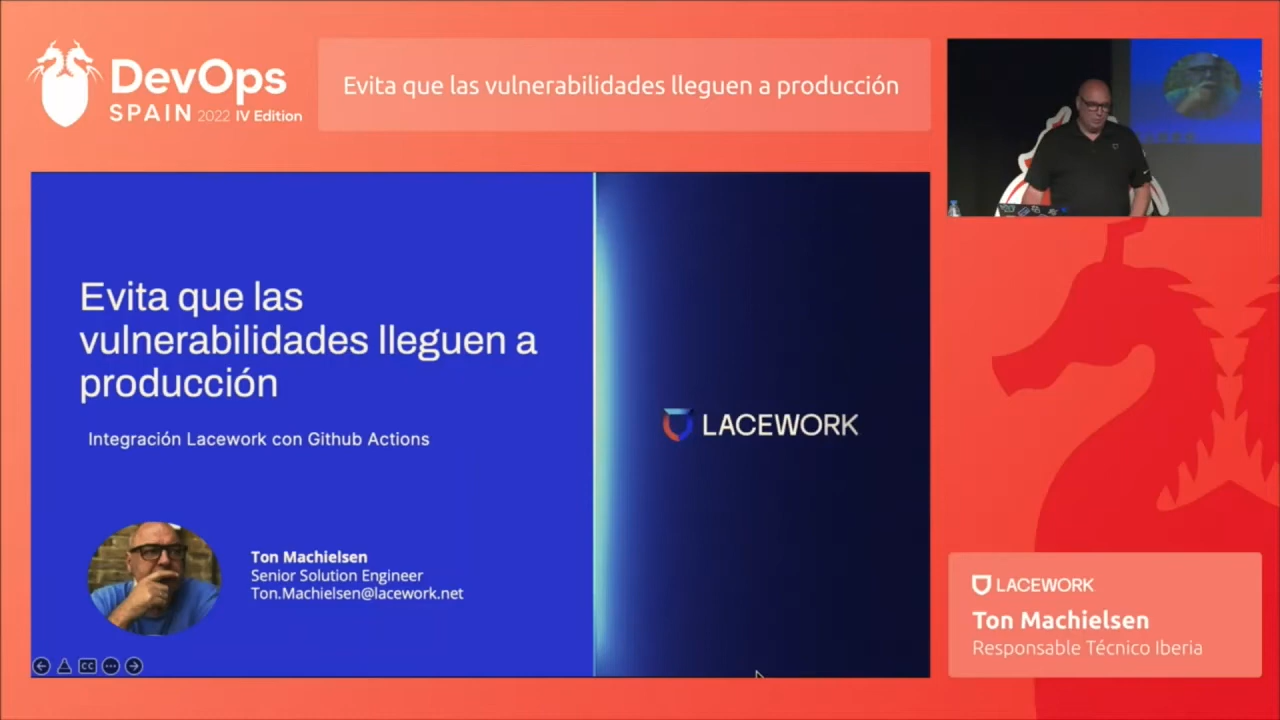 DevOps
SPAIN 2022 IV Edition
Evita que las vulnerabilidades lleguen a producción
Evita que las
vulnerabilidades lleguen a
producción
Integración Lacework con Github Actions
LACEWORK
Ton Machielsen
Senior Solution Engineer
Ton.Machielsen@lacework.net
CC
LACEWORK
Ton Machielsen
Responsable Técnico Iberia